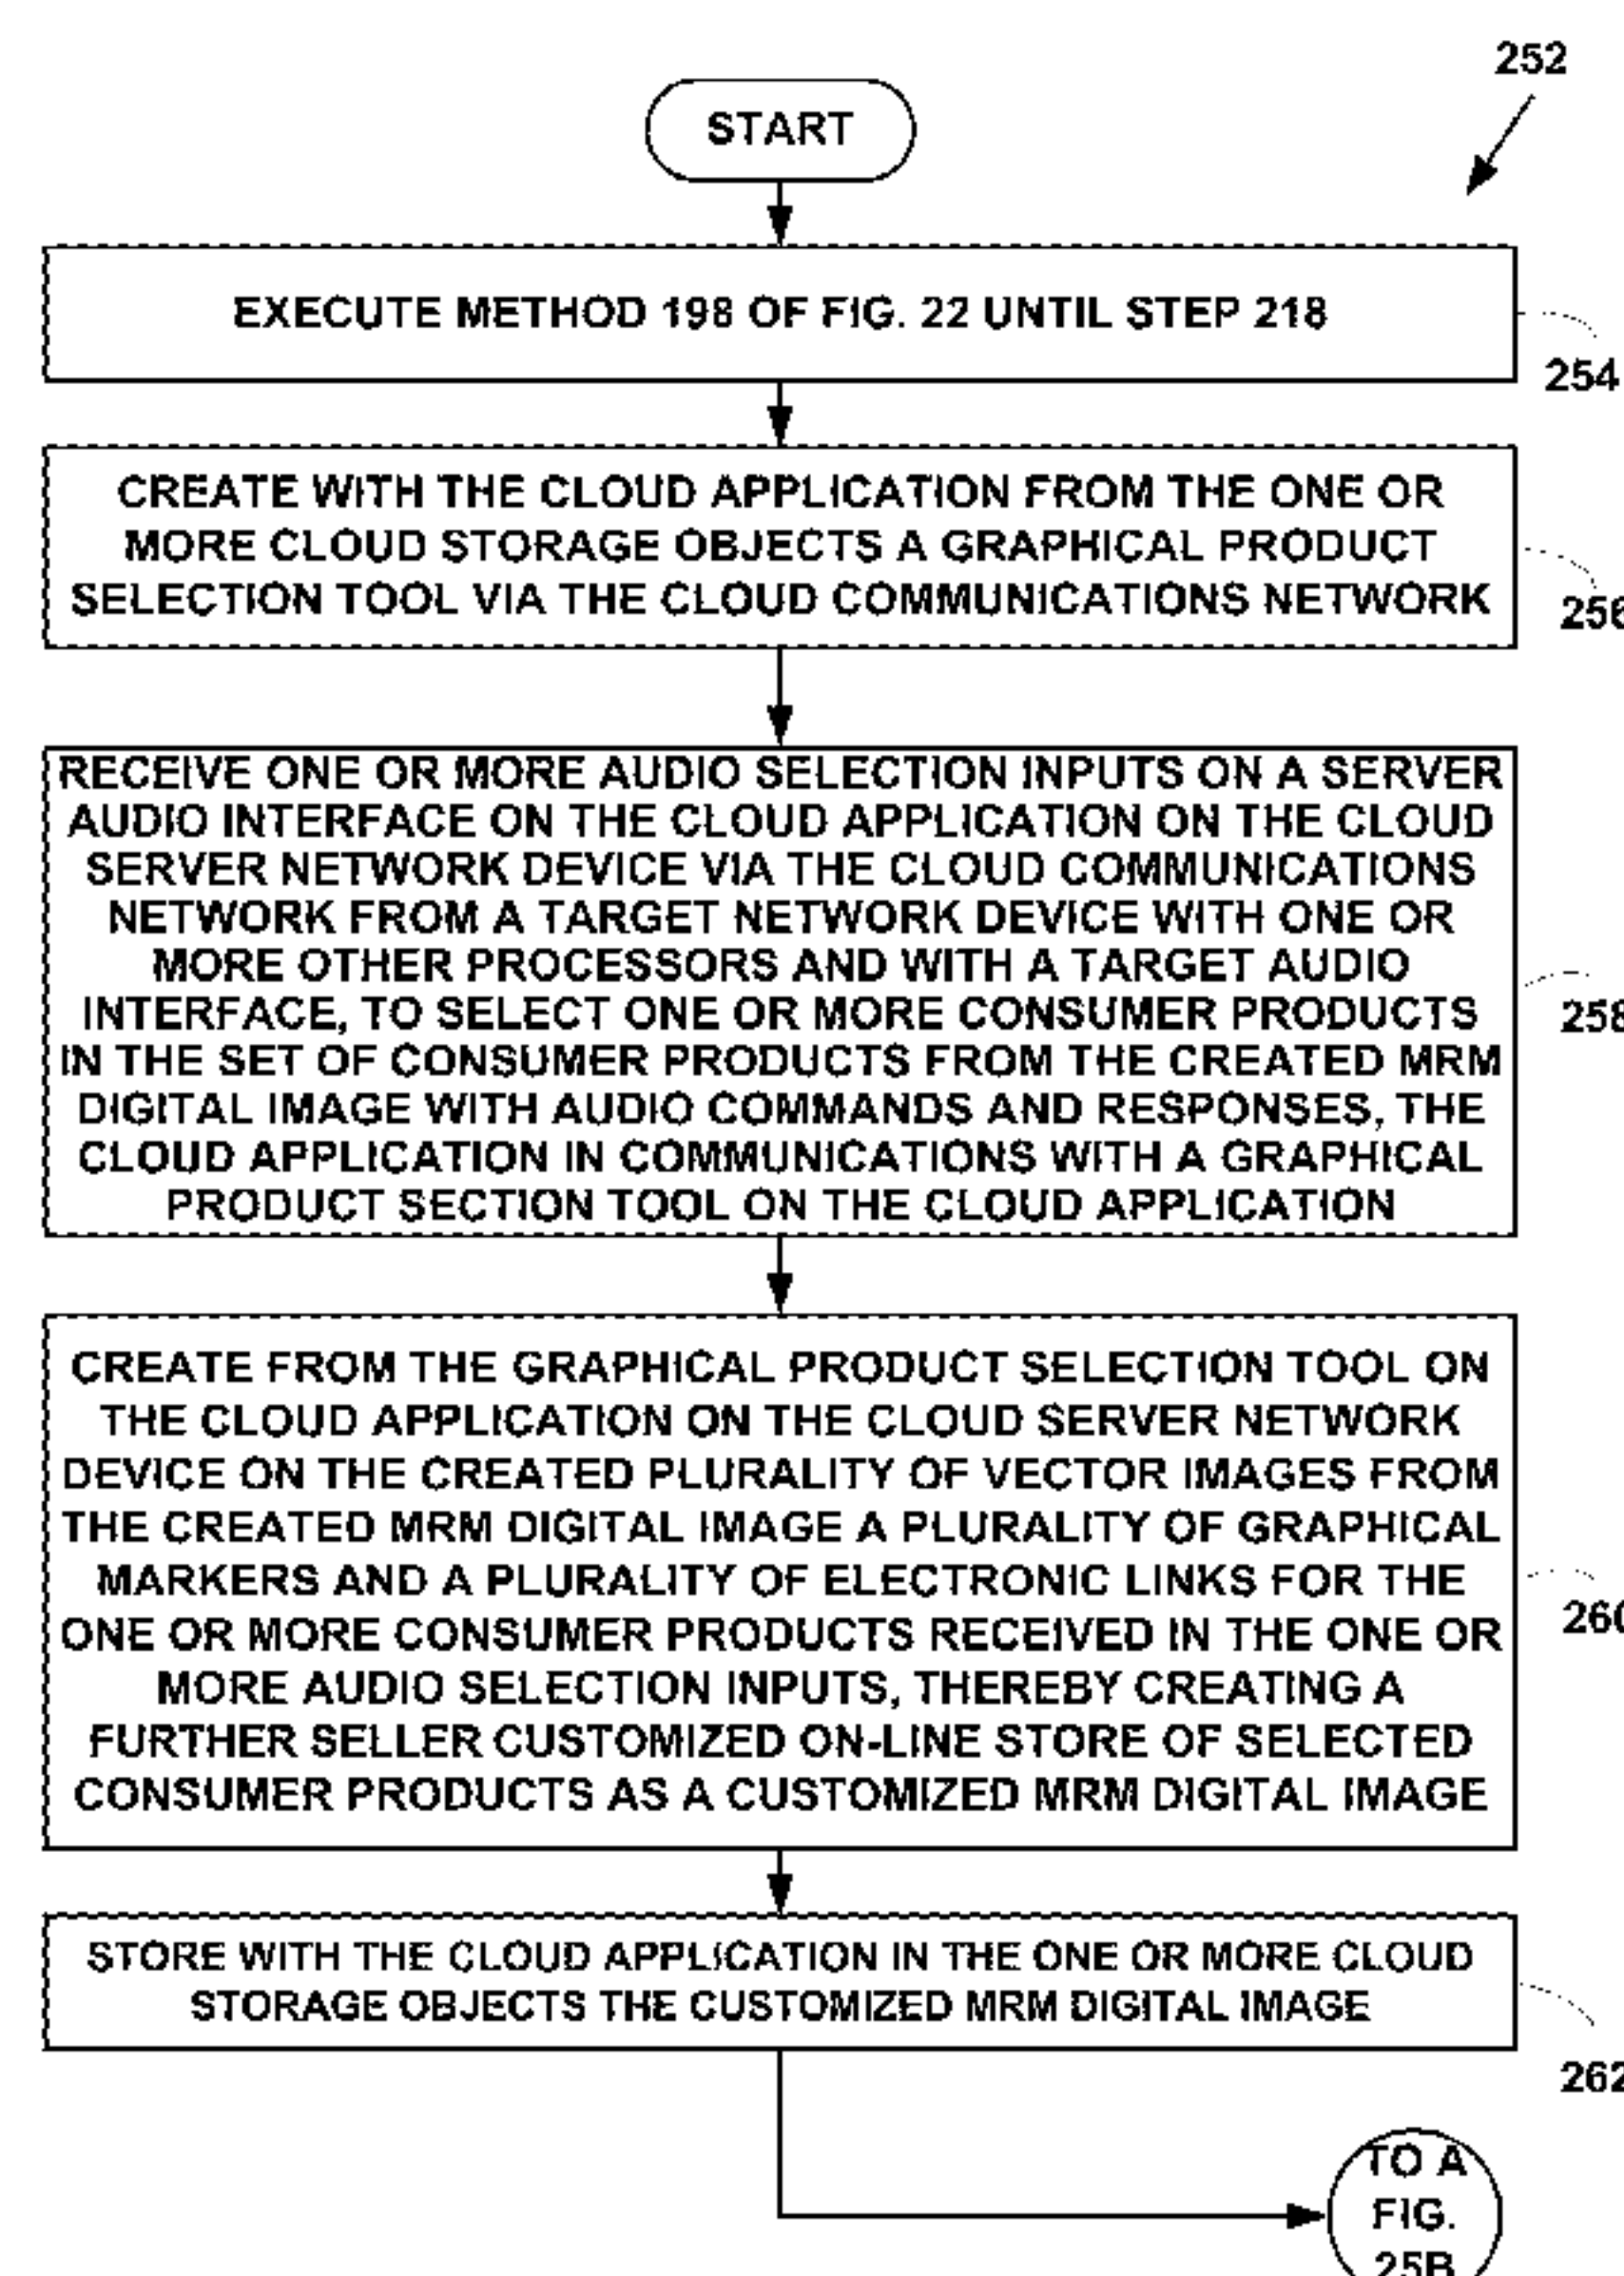 252
START
EXECUTE METHOD 198 OF FIG. 22 UNTIL STEP 218
254
CREATE WITH THE CLOUD APPLICATION FROM THE ONE OR
MORE CLOUD STORAGE OBJECTS A GRAPHICAL PRODUCT
SELECTION TOOL VIA THE CLOUD COMMUNICATIONS NETWORK
256
RECEIVE ONE OR MORE AUDIO SELECTION INPUTS ON A SERVER
AUDIO INTERFACE ON THE CLOUD APPLICATION ON THE CLOUD
SERVER NETWORK DEVICE VIA THE CLOUD COMMUNICATIONS
NETWORK FROM A TARGET NETWORK DEVICE WITH ONE OR
MORE OTHER PROCESSORS AND WITH A TARGET AUDIO
INTERFACE, TO SELECT ONE OR MORE CONSUMER PRODUCTS
IN THE SET OF CONSUMER PRODUCTS FROM THE CREATED MRM
DIGITAL IMAGE WITH AUDIO COMMANDS AND RESPONSES, THE
CLOUD APPLICATION IN COMMUNICATIONS WITH A GRAPHICAL
PRODUCT SECTION TOOL ON THE CLOUD APPLICATION
258
CREATE FROM THE GRAPHICAL PRODUCT SELECTION TOOL ON
THE CLOUD APPLICATION ON THE CLOUD SERVER NETWORK
DEVICE ON THE CREATED PLURALITY OF VECTOR IMAGES FROM
THE CREATED MRM DIGITAL IMAGE A PLURALITY OF GRAPHICAL
MARKERS AND A PLURALITY OF ELECTRONIC LINKS FOR THE
ONE OR MORE CONSUMER PRODUCTS RECEIVED IN THE ONE OR
MORE AUDIO SELECTION INPUTS, THEREBY CREATING A
FURTHER SELLER CUSTOMIZED ON-LINE STORE OF SELECTED
CONSUMER PRODUCTS AS A CUSTOMIZED MRM DIGITAL IMAGE
260
STORE WITH THE CLOUD APPLICATION IN THE ONE OR MORE CLOUD
STORAGE OBJECTS THE CUSTOMIZED MRM DIGITAL IMAGE
262
TO A
FIG.
25B